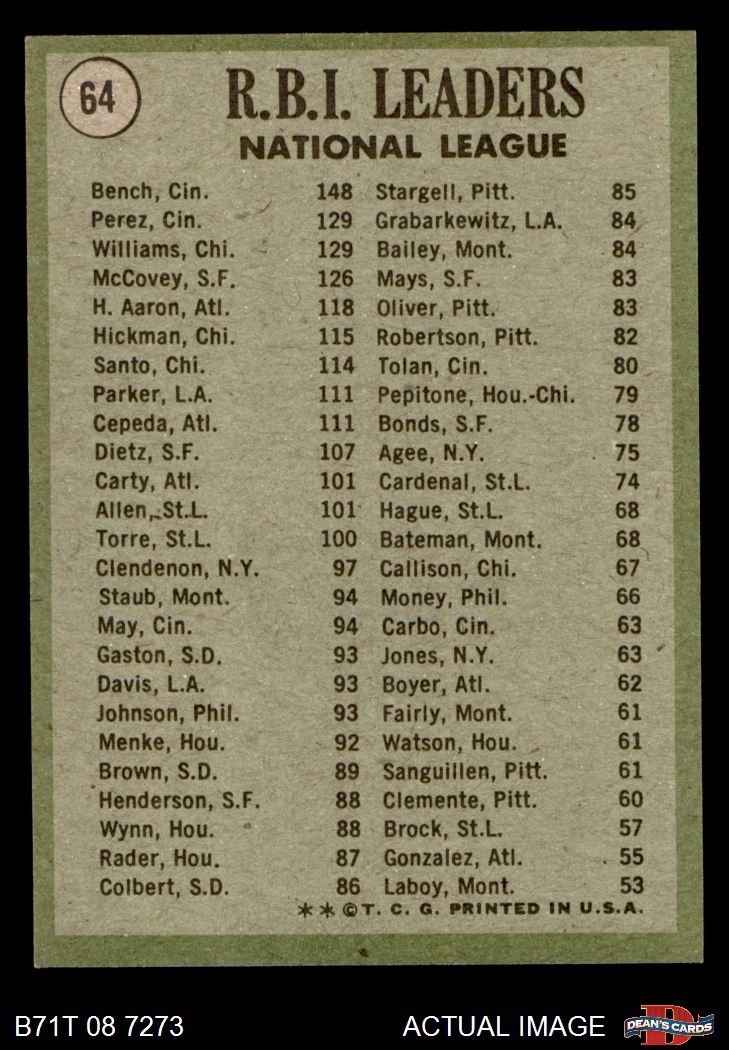 64
R.B.I. LEADERS
NATIONAL LEAGUE
Bench, Cin. 148 Stargell, Pitt. 85
Perez, Cin. 129 Grabarkewitz, L.A. 84
Williams, Chi. 129 Bailey, Mont. 84
McCovey, S.F. 126 Mays, S.F. 83
H. Aaron, Atl. 118 Oliver, Pitt. 83
Hickman, Chi. 115 Robertson, Pitt. 82
Santo, Chi. 114 Tolan, Cin. 80
Parker, L.A. 111 Pepitone, Hou.-Chi. 79
Cepeda, Atl. 111 Bonds, S.F. 78
Dietz, S.F. 107 Agee, N.Y. 75
Carty, Atl. 101 Cardenal, St.L. 74
Allen, St.L. 101 Hague, St.L. 68
Torre, St.L. 100 Bateman, Mont. 68
Clendenon, N.Y. 97 Callison, Chi. 67
Staub, Mont. 94 Money, Phil. 66
May, Cin. 94 Carbo, Cin. 63
Gaston, S.D. 93 Jones, N.Y. 63
Davis, L.A. 93 Boyer, Atl. 62
Johnson, Phil. 93 Fairly, Mont. 61
Menke, Hou. 92 Watson, Hou. 61
Brown, S.D. 89 Sanguillen, Pitt. 61
Henderson, S.F. 88 Clemente, Pitt. 60
Wynn, Hou. 88 Brock, St.L. 57
Rader, Hou. 87 Gonzalez, Atl. 55
Colbert, S.D. 86 Laboy, Mont. 53
**©T. C. G. PRINTED IN U.S.A.
B71T 08 7273 ACTUAL IMAGE DEAN'S CARDS